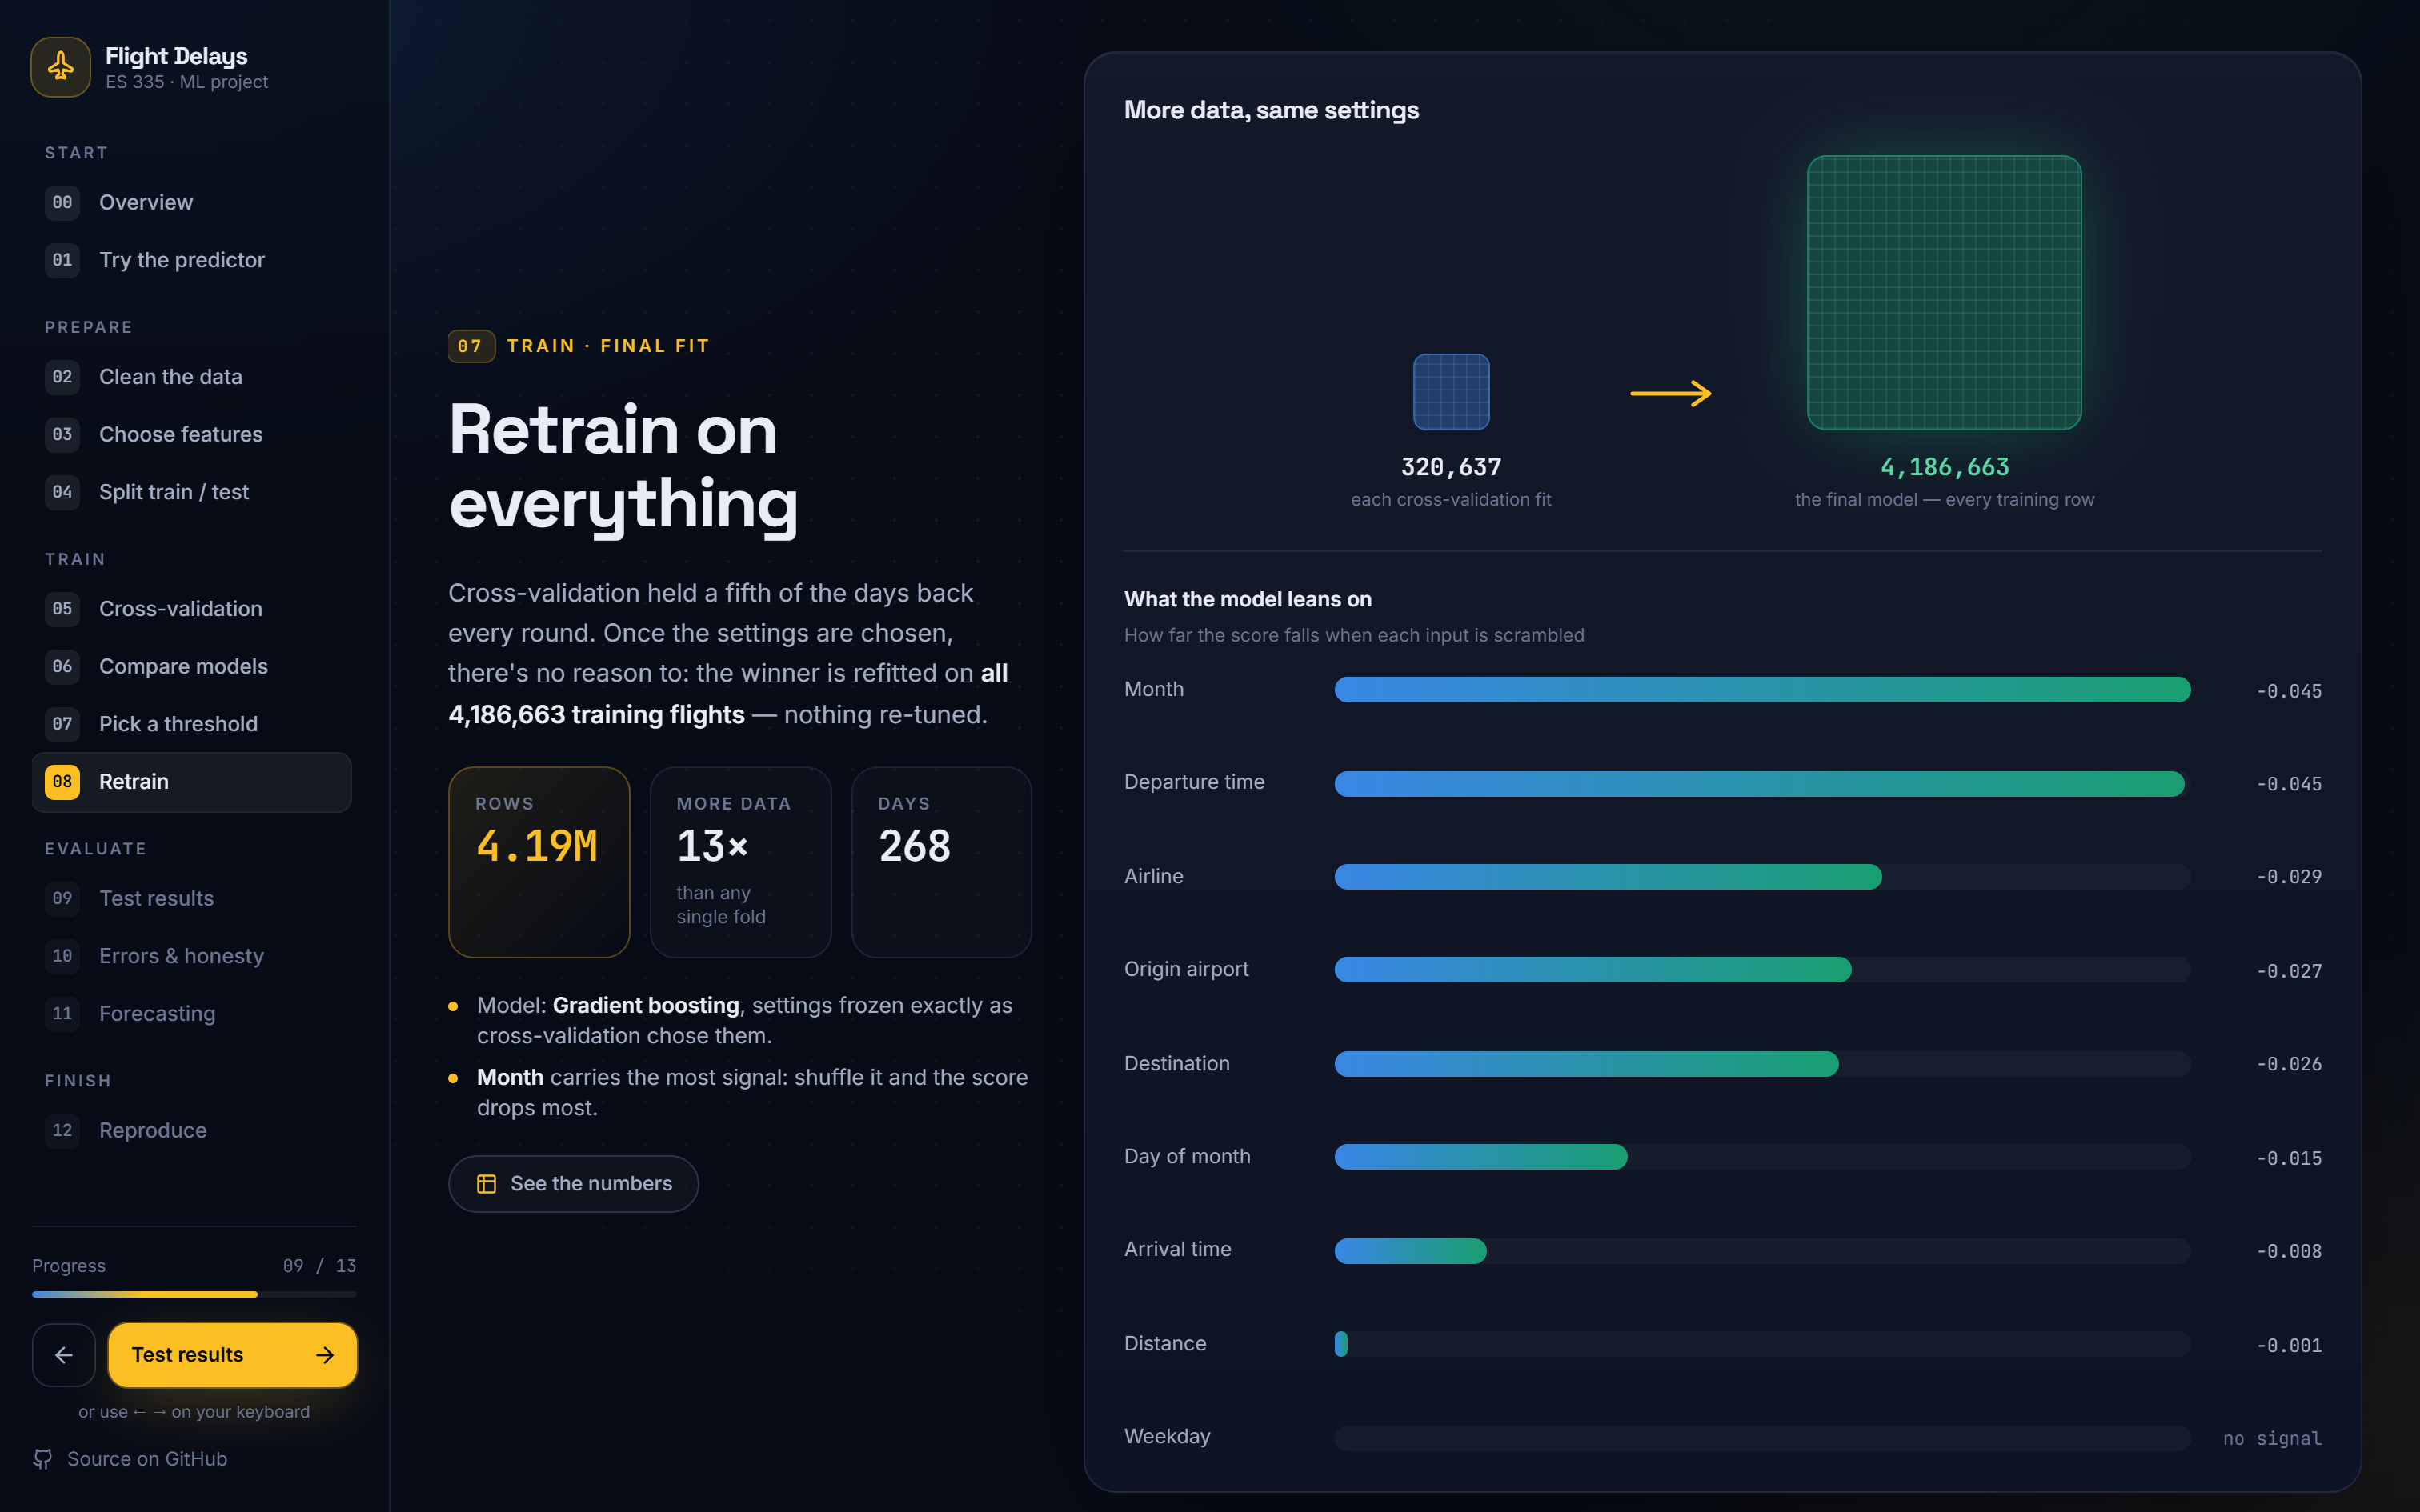 Flight Delays
ES 335 · ML project
START
00 Overview
01 Try the predictor
PREPARE
02 Clean the data
03 Choose features
04 Split train / test
TRAIN
05 Cross-validation
06 Compare models
07 Pick a threshold
08 Retrain
EVALUATE
09 Test results
10 Errors & honesty
11 Forecasting
FINISH
12 Reproduce
Progress 09 / 13
Test results
or use ← → on your keyboard
Source on GitHub
07 TRAIN · FINAL FIT
Retrain on
everything
Cross-validation held a fifth of the days back
every round. Once the settings are chosen,
there's no reason to: the winner is refitted on all
4,186,663 training flights — nothing re-tuned.
ROWS
4.19M
MORE DATA
13×
than any
single fold
DAYS
268
Model: Gradient boosting, settings frozen exactly as
cross-validation chose them.
Month carries the most signal: shuffle it and the score
drops most.
See the numbers
More data, same settings
320,637
each cross-validation fit
4,186,663
the final model — every training row
What the model leans on
How far the score falls when each input is scrambled
Month -0.045
Departure time -0.045
Airline -0.029
Origin airport -0.027
Destination -0.026
Day of month -0.015
Arrival time -0.008
Distance -0.001
Weekday no signal